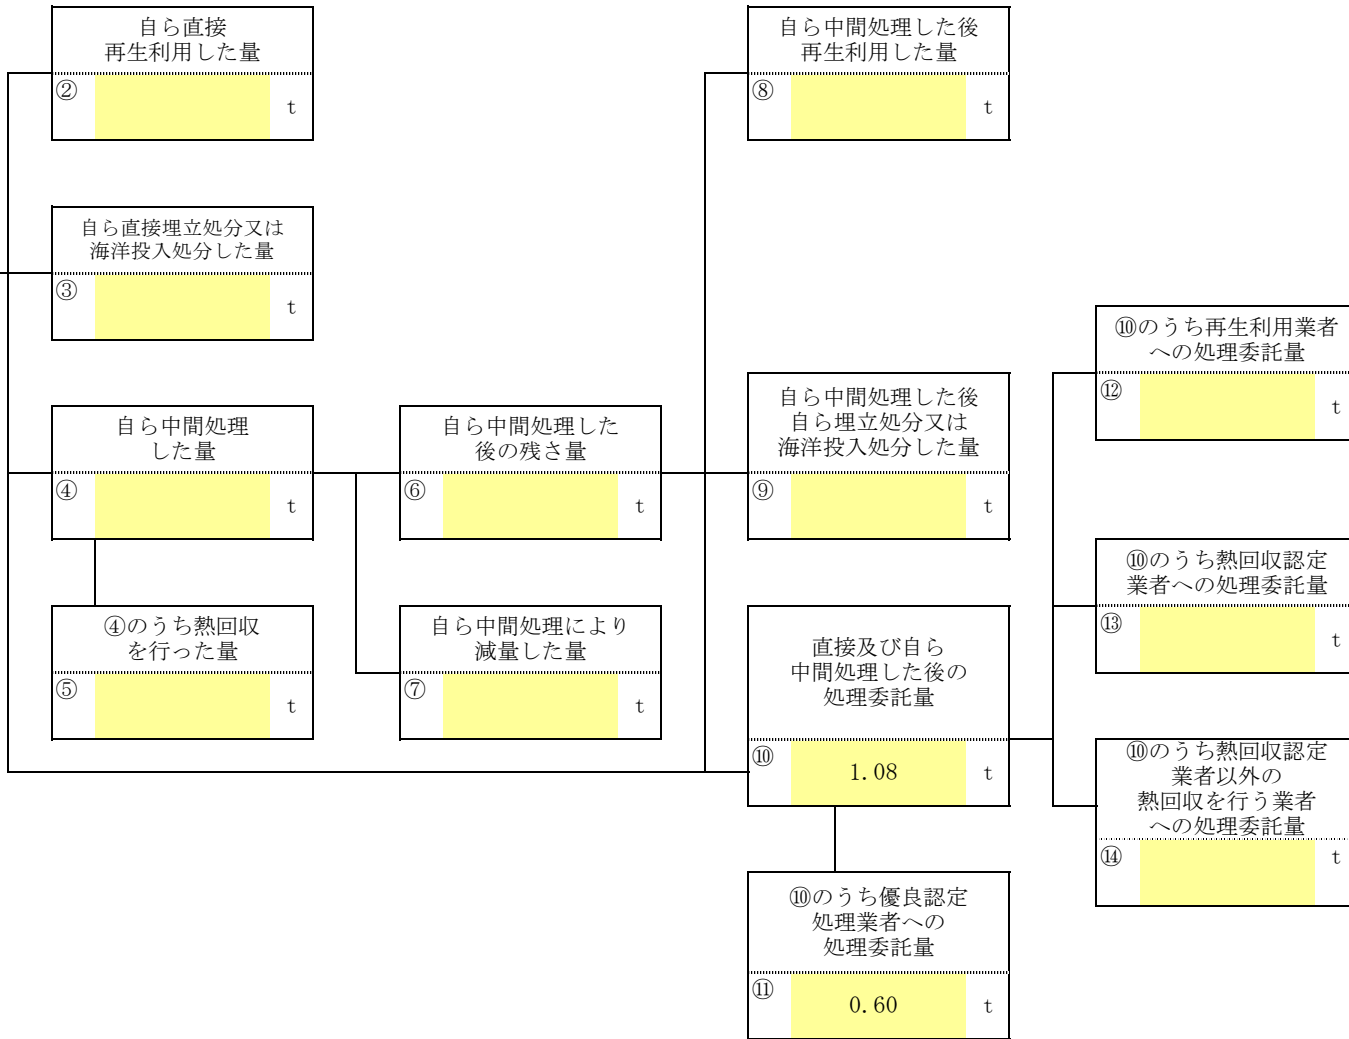 自ら直接
再生利用した量
②
t
自ら直接埋立処分又は
海洋投入処分した量
③
t
自ら中間処理
した量
④
t
④のうち熱回収
を行った量
⑤
t
自ら中間処理した
後の残さ量
⑥
t
自ら中間処理により
減量した量
⑦
t
自ら中間処理した後
再生利用した量
⑧
t
自ら中間処理した後
自ら埋立処分又は
海洋投入処分した量
⑨
t
直接及び自ら
中間処理した後の
処理委託量
⑩ 1.08 t
⑩のうち優良認定
処理業者への
処理委託量
⑪ 0.60 t
⑩のうち再生利用業者
への処理委託量
⑫
t
⑩のうち熱回収認定
業者への処理委託量
⑬
t
⑩のうち熱回収認定
業者以外の
熱回収を行う業者
への処理委託量
⑭
t